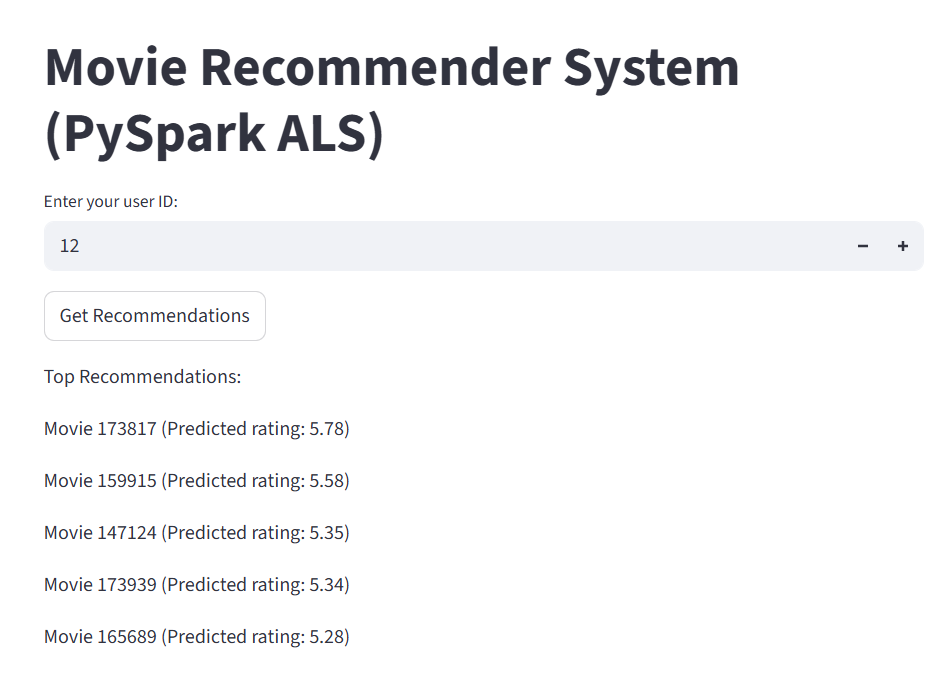 Movie Recommender System
(PySpark ALS)
Enter your user ID:
12
Get Recommendations
Top Recommendations:
Movie 173817 (Predicted rating: 5.78)
Movie 159915 (Predicted rating: 5.58)
Movie 147124 (Predicted rating: 5.35)
Movie 173939 (Predicted rating: 5.34)
Movie 165689 (Predicted rating: 5.28)